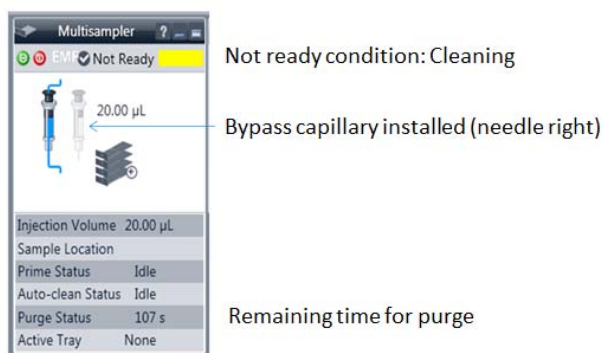 Multisampler ?
EMF Not Ready
Not ready condition: Cleaning
20.00 µL
Bypass capillary installed (needle right)
Injection Volume 20.00 µL
Sample Location
Prime Status Idle
Auto-clean Status Idle
Purge Status 107 s
Remaining time for purge
Active Tray None